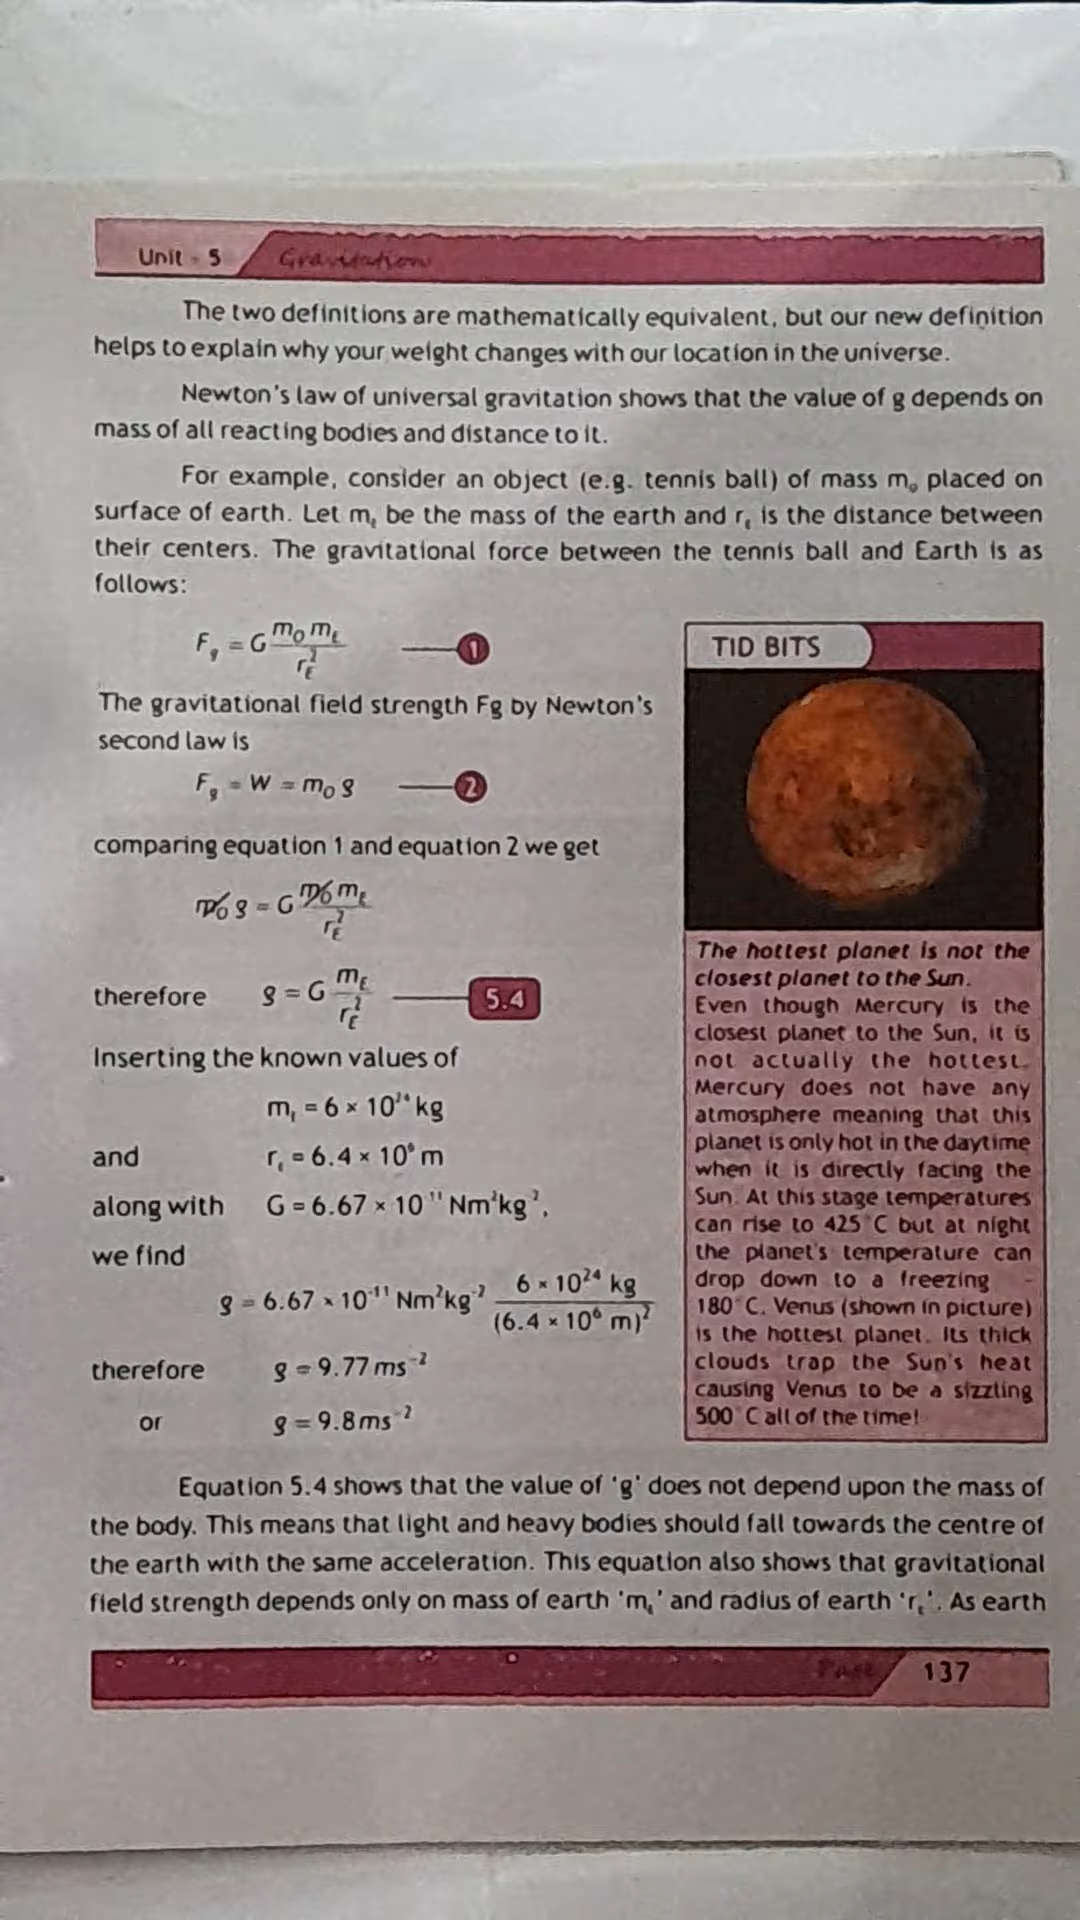 Unit - 5 Gravitation
The two definitions are mathematically equivalent, but our new definition
helps to explain why your weight changes with our location in the universe.
Newton's law of universal gravitation shows that the value of g depends on
mass of all reacting bodies and distance to it.
For example, consider an object (e.g. tennis ball) of mass mₒ placed on
surface of earth. Let m_E be the mass of the earth and r_E is the distance between
their centers. The gravitational force between the tennis ball and Earth is as
follows:
F_g = G m_O m_E / r_E² 1
The gravitational field strength Fg by Newton's
second law is
F_g = W = m_O g 2
comparing equation 1 and equation 2 we get
m_O g = G m_O m_E / r_E²
therefore g = G m_E / r_E² 5.4
Inserting the known values of
m_E = 6 × 10²⁴ kg
and r_E = 6.4 × 10⁶ m
along with G = 6.67 × 10⁻¹¹ Nm²kg⁻²,
we find
g = 6.67 × 10⁻¹¹ Nm²kg⁻² 6 × 10²⁴ kg / (6.4 × 10⁶ m)²
therefore g = 9.77 ms⁻²
or g = 9.8 ms⁻²
TID BITS
The hottest planet is not the
closest planet to the Sun.
Even though Mercury is the
closest planet to the Sun, it is
not actually the hottest.
Mercury does not have any
atmosphere meaning that this
planet is only hot in the daytime
when it is directly facing the
Sun. At this stage temperatures
can rise to 425°C but at night
the planet's temperature can
drop down to a freezing -
180°C. Venus (shown in picture)
is the hottest planet. Its thick
clouds trap the Sun's heat
causing Venus to be a sizzling
500°C all of the time!
Equation 5.4 shows that the value of 'g' does not depend upon the mass of
the body. This means that light and heavy bodies should fall towards the centre of
the earth with the same acceleration. This equation also shows that gravitational
field strength depends only on mass of earth 'm_E' and radius of earth 'r_E'. As earth
Page 137